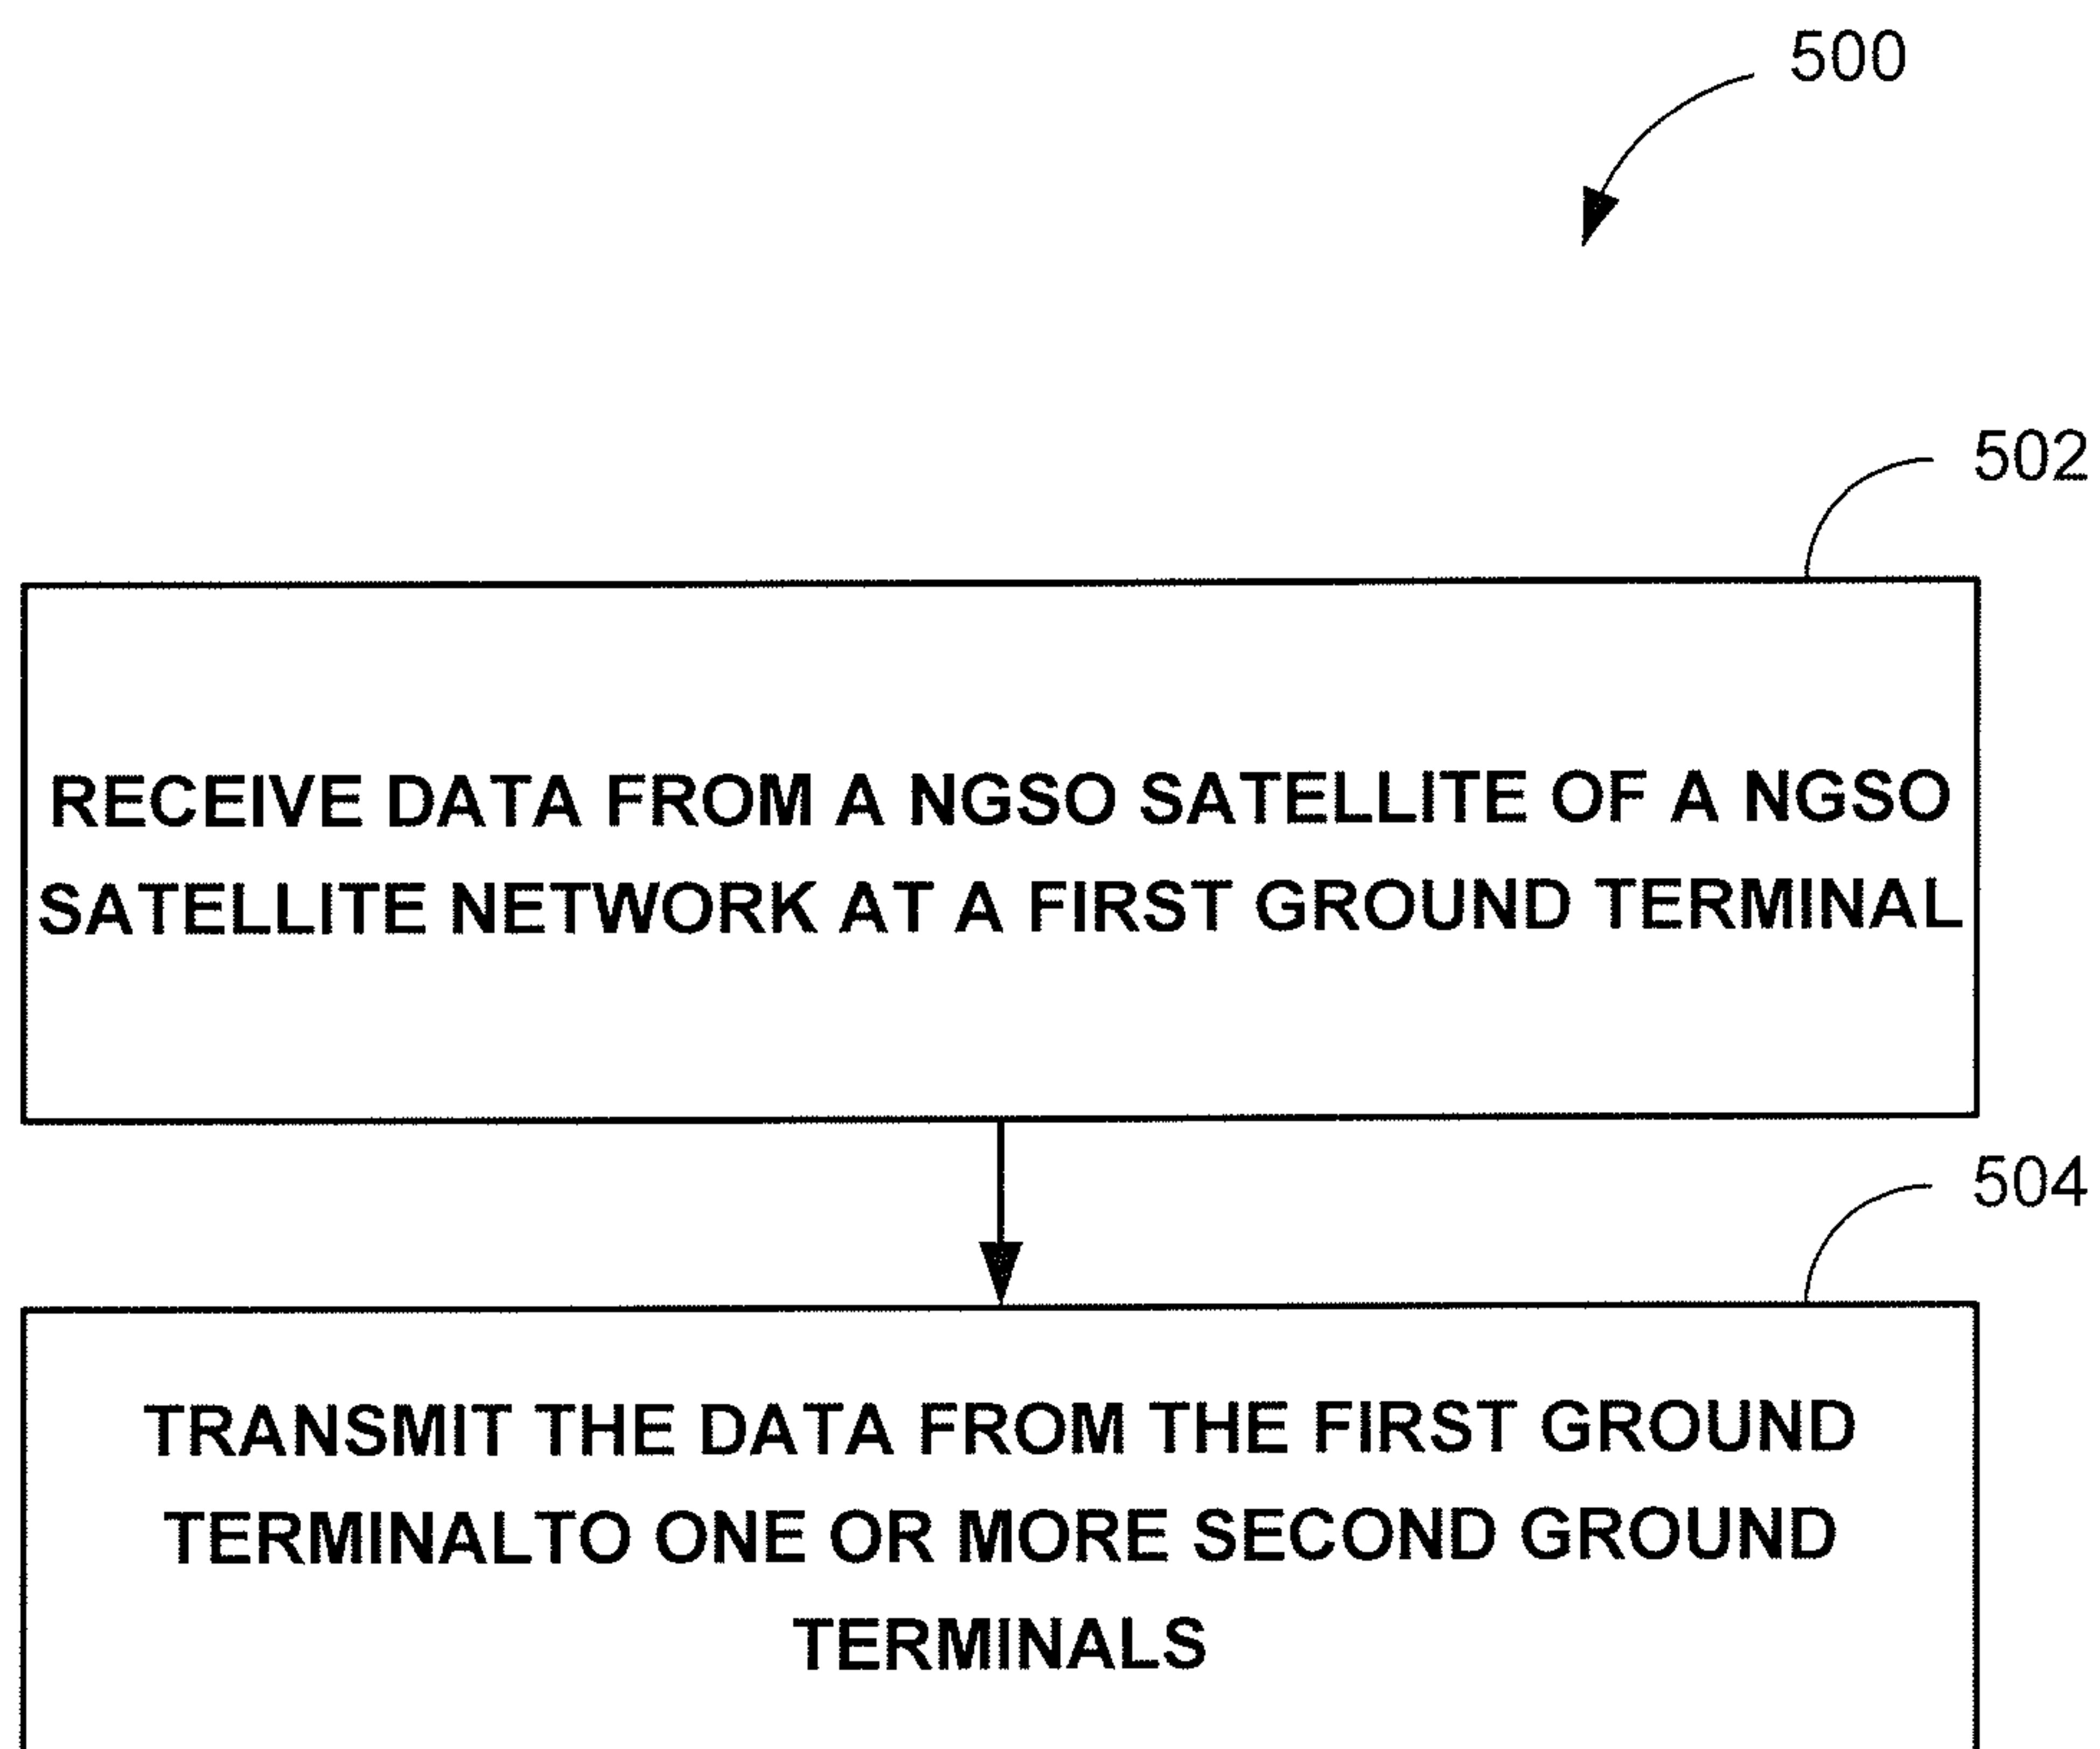 500
502
RECEIVE DATA FROM A NGSO SATELLITE OF A NGSO
SATELLITE NETWORK AT A FIRST GROUND TERMINAL
504
TRANSMIT THE DATA FROM THE FIRST GROUND
TERMINALTO ONE OR MORE SECOND GROUND
TERMINALS